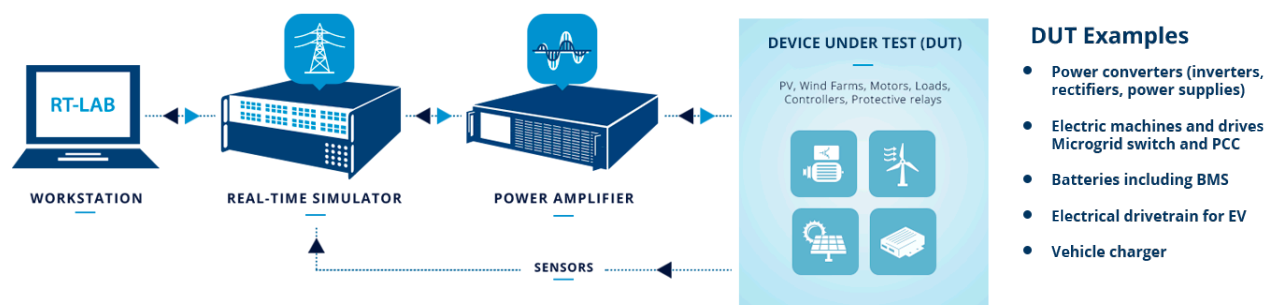 RT-LAB
WORKSTATION
REAL-TIME SIMULATOR
POWER AMPLIFIER
SENSORS
DEVICE UNDER TEST (DUT)
PV, Wind Farms, Motors, Loads,
Controllers, Protective relays
DUT Examples
Power converters (inverters,
rectifiers, power supplies)
Electric machines and drives
Microgrid switch and PCC
Batteries including BMS
Electrical drivetrain for EV
Vehicle charger